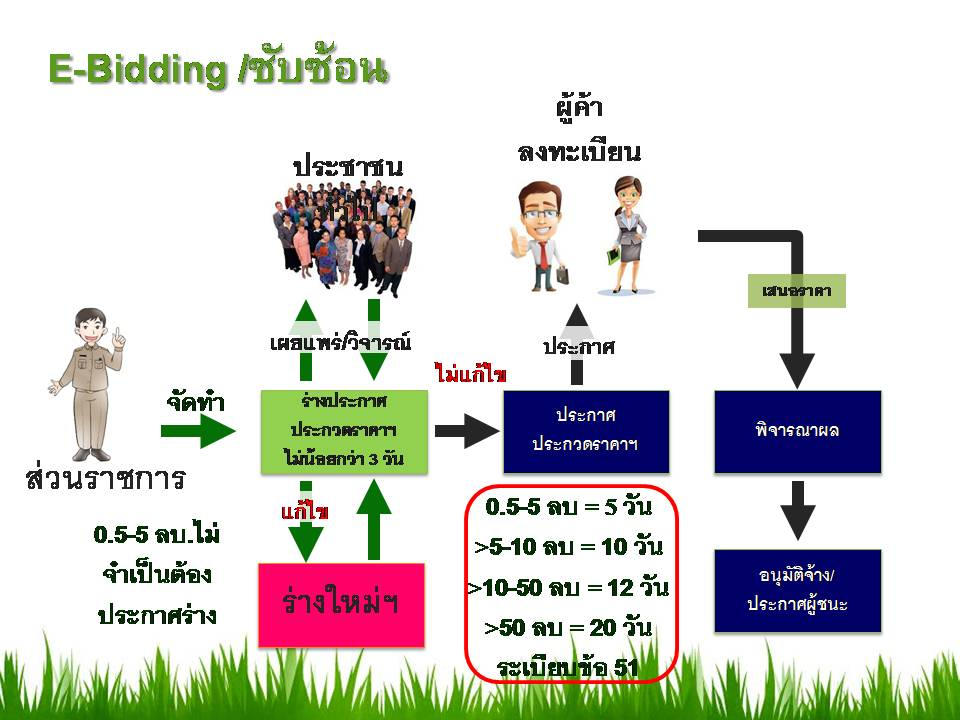 E-Bidding /ซับซ้อน
ผู้ค้า
ลงทะเบียน
ประชาชน
ทั่วไป
เสนอราคา
เผยแพร่/วิจารณ์
ประกาศ
ไม่แก้ไข
จัดทำ
ร่างประกาศ
ประกวดราคาฯ
ไม่น้อยกว่า 3 วัน
ประกาศ
ประกวดราคาฯ
พิจารณาผล
ส่วนราชการ
แก้ไข
0.5-5 ลบ.ไม่
จำเป็นต้อง
ประกาศร่าง
ร่างใหม่ฯ
0.5-5 ลบ = 5 วัน
>5-10 ลบ = 10 วัน
>10-50 ลบ = 12 วัน
>50 ลบ = 20 วัน
ระเบียบข้อ 51
อนุมัติจ้าง/
ประกาศผู้ชนะ